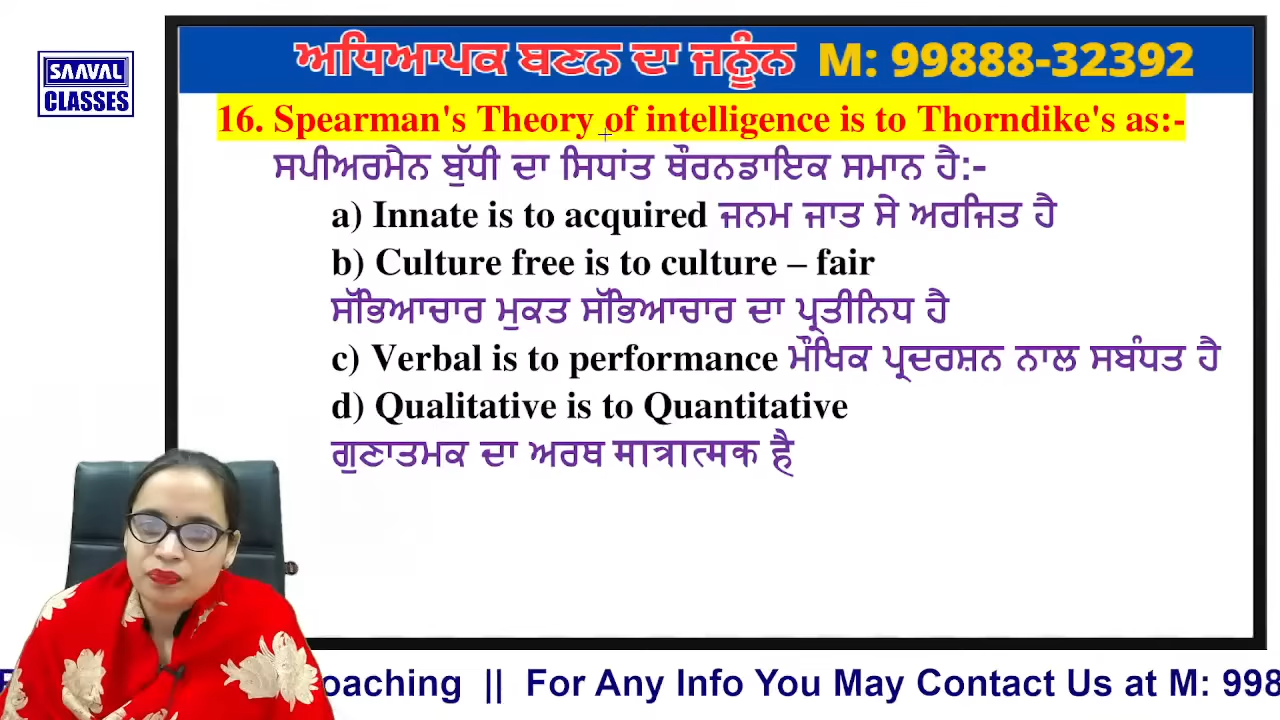 SAAVAL
CLASSES
ਅਧਿਆਪਕ ਬਣਨ ਦਾ ਜਨੂੰਨ M: 99888-32392
16. Spearman's Theory of intelligence is to Thorndike's as:-
ਸਪੀਅਰਮੈਨ ਬੁੱਧੀ ਦਾ ਸਿਧਾਂਤ ਥੌਰਨਡਾਇਕ ਸਮਾਨ ਹੈ:-
a) Innate is to acquired ਜਨਮ ਜਾਤ ਸੇ ਅਰਜਿਤ ਹੈ
b) Culture free is to culture – fair
ਸੱਭਿਆਚਾਰ ਮੁਕਤ ਸੱਭਿਆਚਾਰ ਦਾ ਪ੍ਰਤੀਨਿਧ ਹੈ
c) Verbal is to performance ਮੌਖਿਕ ਪ੍ਰਦਰਸ਼ਨ ਨਾਲ ਸਬੰਧਤ ਹੈ
d) Qualitative is to Quantitative
ਗੁਣਾਤਮਕ ਦਾ ਅਰਥ मात्रात्मक है
oaching || For Any Info You May Contact Us at M: 998